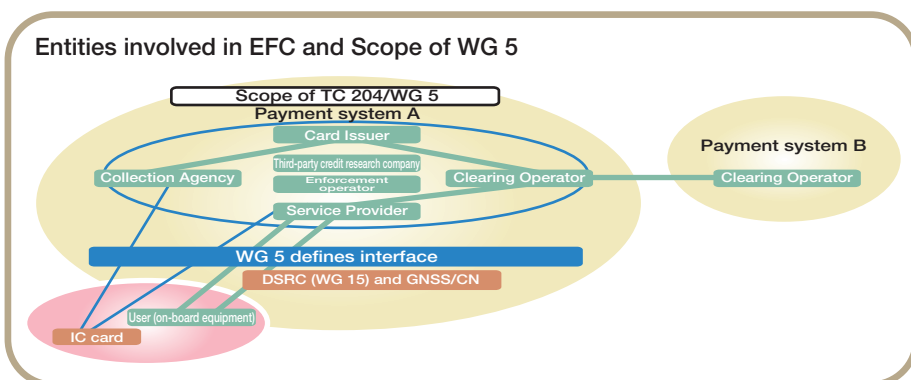 Entities involved in EFC and Scope of WG 5
Scope of TC 204/WG 5
Payment system A
Card Issuer
Third-party credit research company
Collection Agency
Enforcement operator
Clearing Operator
Service Provider
Payment system B
Clearing Operator
WG 5 defines interface
DSRC (WG 15) and GNSS/CN
User (on-board equipment)
IC card